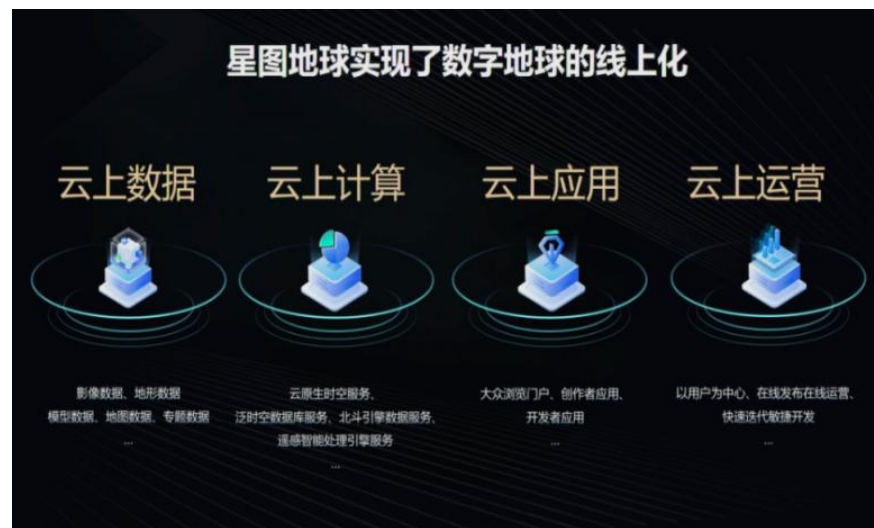 星图地球实现了数字地球的线上化
云上数据
云上计算
云上应用
云上运营
影像数据、地形数据
模型数据、地图数据、专题数据
...
云原生时空服务、
泛时空数据库服务、北斗引擎数据服务、
遥感智能处理引擎服务
...
大众浏览门户、创作者应用、
开发者应用
...
以用户为中心、在线发布在线运营、
快速迭代敏捷开发
...